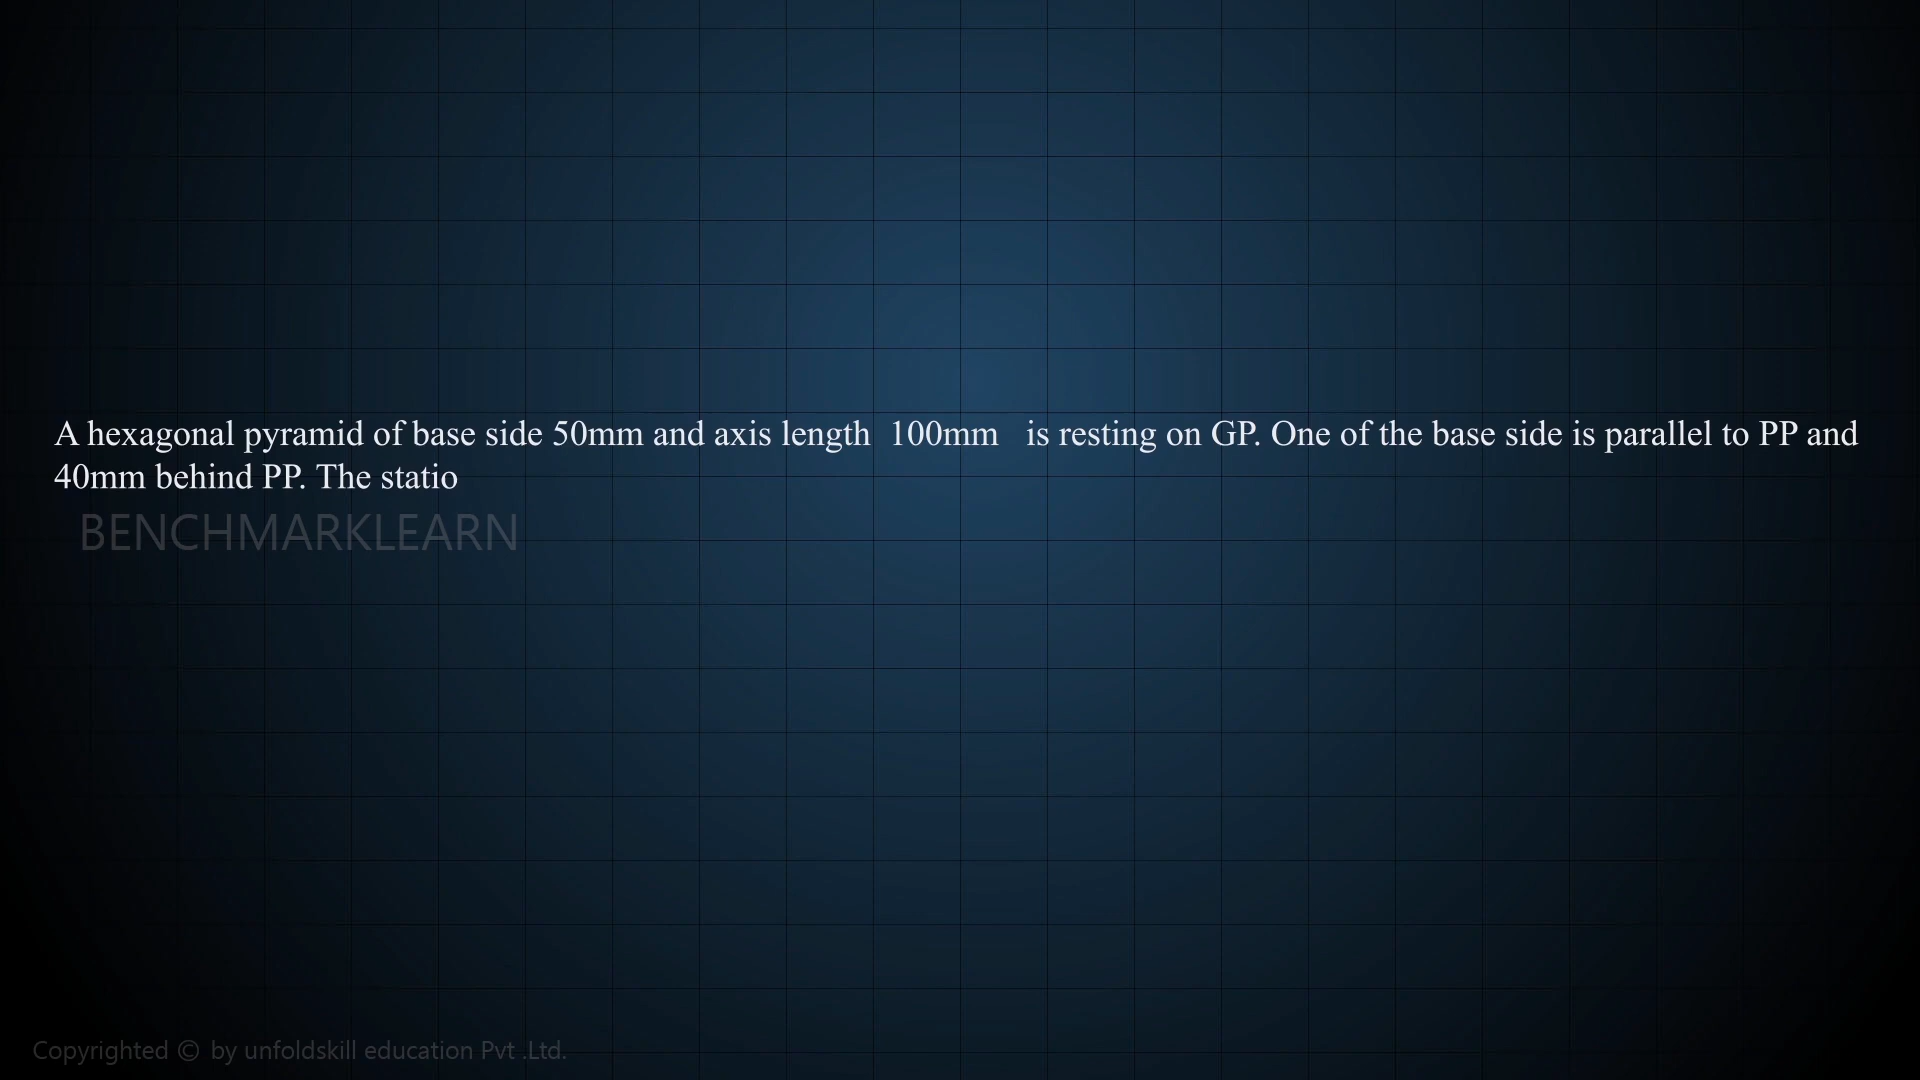 A hexagonal pyramid of base side 50mm and axis length 100mm is resting on GP. One of the base side is parallel to PP and
40mm behind PP. The statio
BENCHMARKLEARN
Copyrighted © by unfoldskill education Pvt .Ltd.